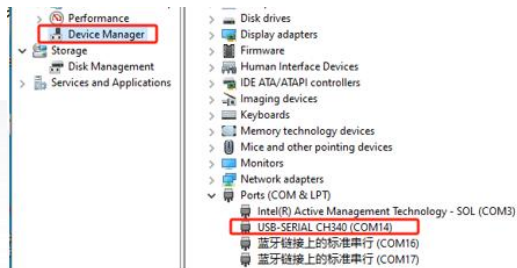 Performance
Device Manager
Storage
Disk Management
Services and Applications
Disk drives
Display adapters
Firmware
Human Interface Devices
IDE ATA/ATAPI controllers
Imaging devices
Keyboards
Memory technology devices
Mice and other pointing devices
Monitors
Network adapters
Ports (COM & LPT)
Intel(R) Active Management Technology - SOL (COM3)
USB-SERIAL CH340 (COM14)
蓝牙链接上的标准串行 (COM16)
蓝牙链接上的标准串行 (COM17)